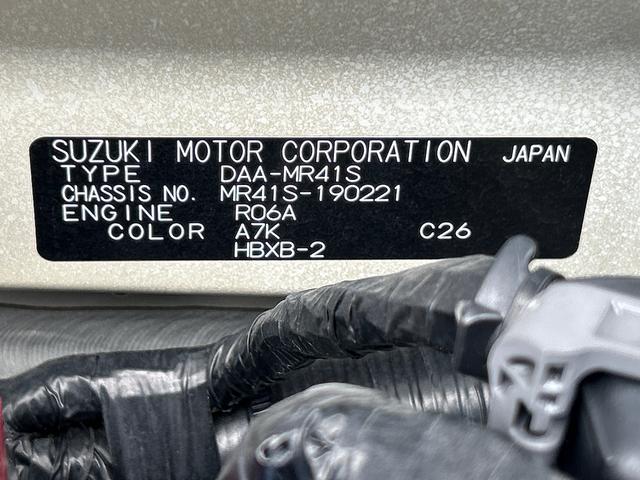 SUZUKI MOTOR CORPORATION JAPAN
TYPE DAA-MR41S
CHASSIS NO. MR41S-190221
ENGINE R06A
COLOR A7K C26
HBXB-2